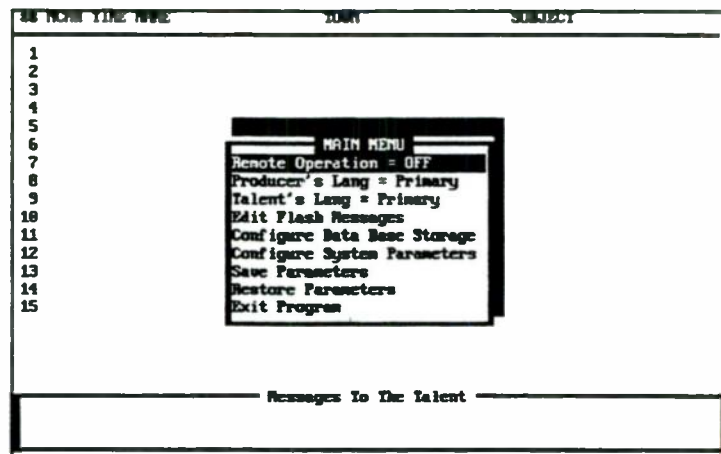 TIME NAME TOWN SUBJECT
1
2
3
4
5
6
7
8
9
10
11
12
13
14
15
MAIN MENU
Remote Operation = OFF
Producer's Lang = Primary
Talent's Lang = Primary
Edit Flash Messages
Configure Data Base Storage
Configure System Parameters
Save Parameters
Restore Parameters
Exit Program
Messages To The Talent